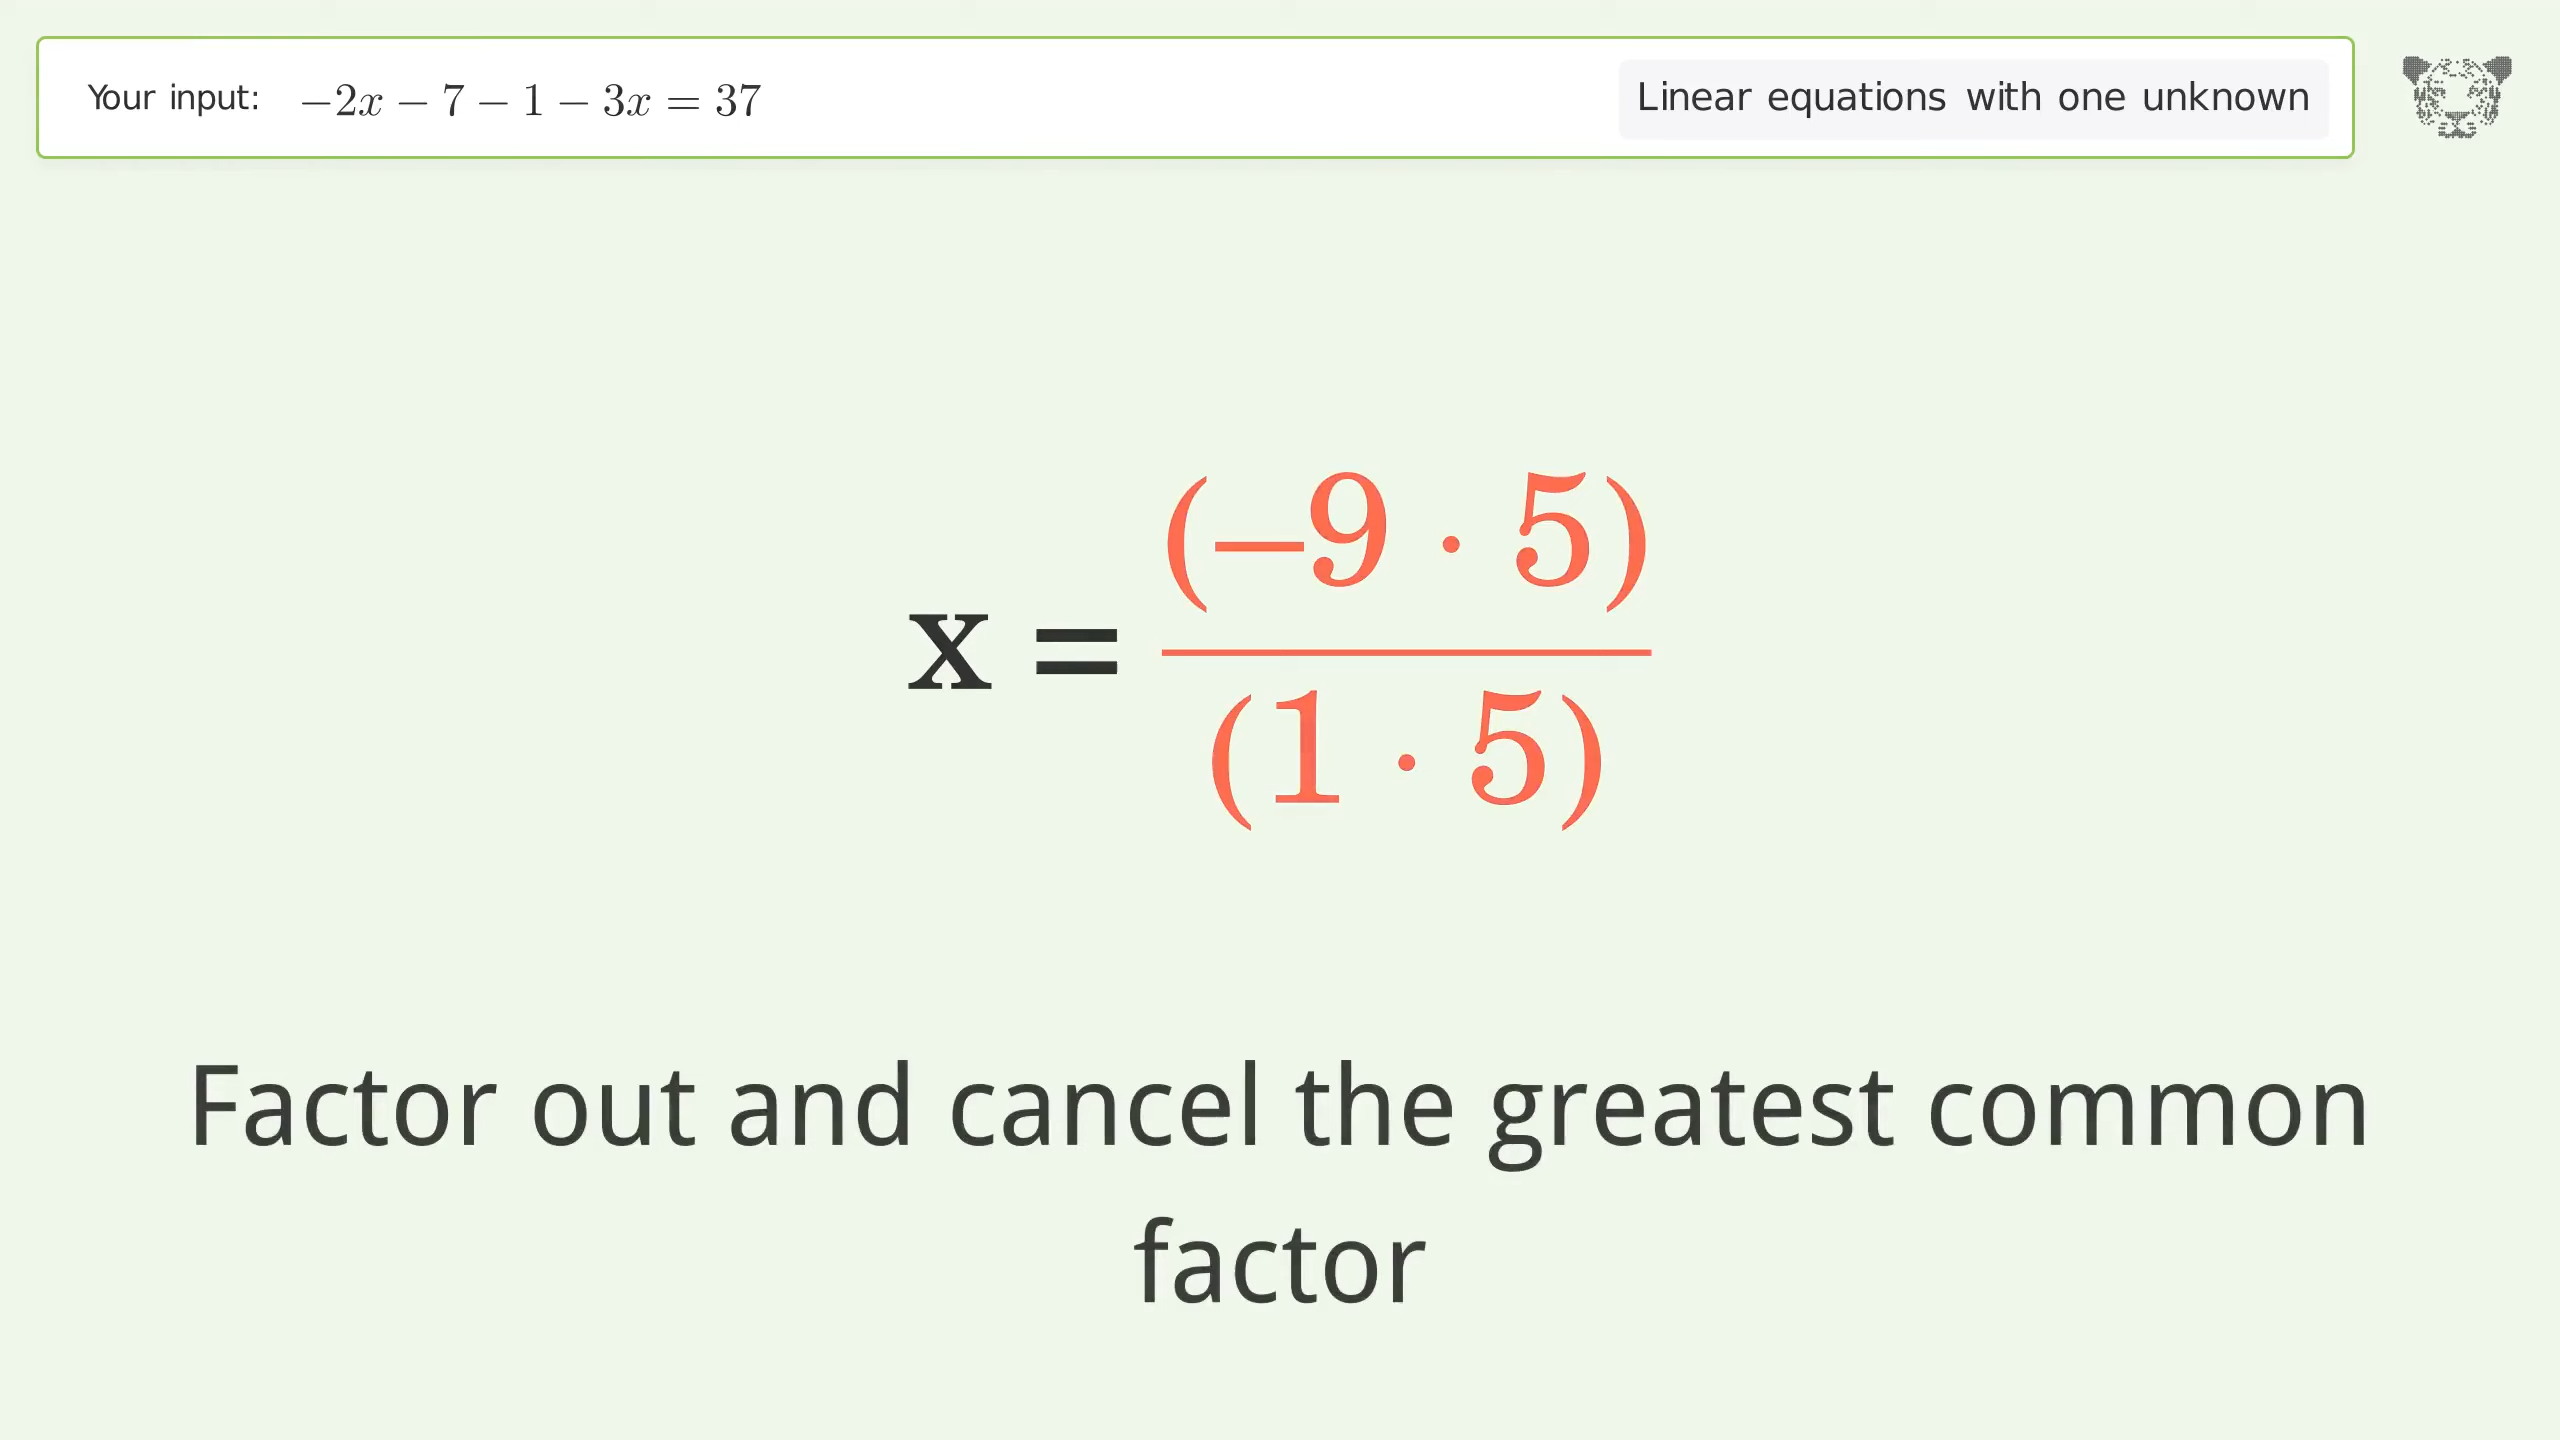 Your input: −2x − 7 − 1 − 3x = 37
Linear equations with one unknown
(−9 · 5)
x =
(1 · 5)
Factor out and cancel the greatest common
factor